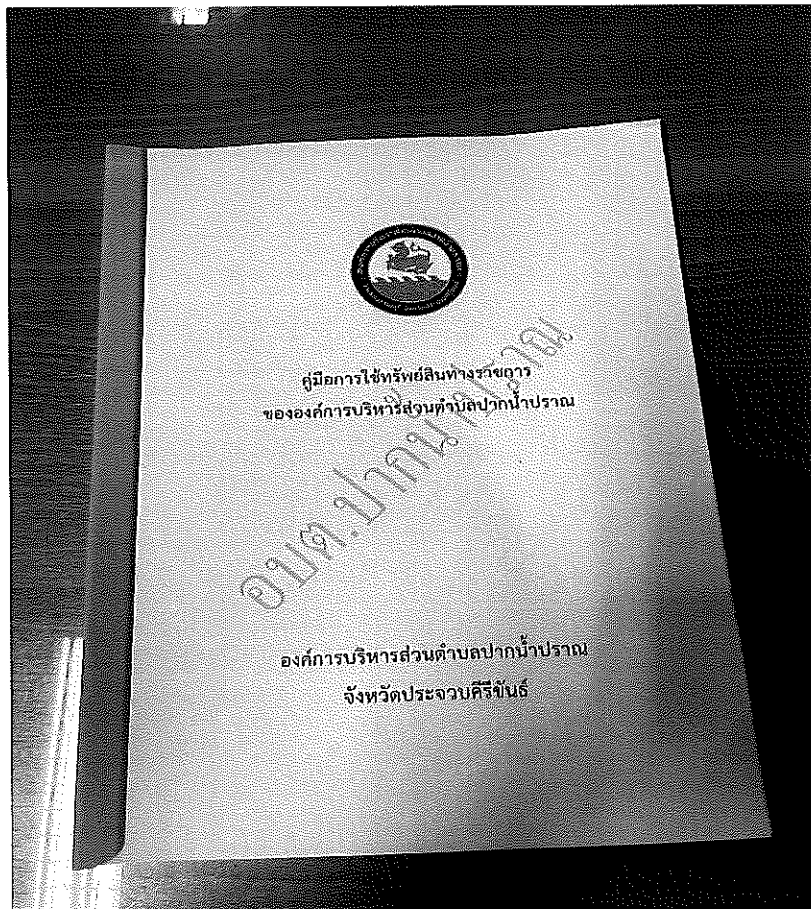 คู่มือการใช้ทรัพย์สินทางราชการ
ขององค์การบริหารส่วนตำบลปากน้ำปราณ
อบต.ปากน้ำปราณ
องค์การบริหารส่วนตำบลปากน้ำปราณ
จังหวัดประจวบคีรีขันธ์